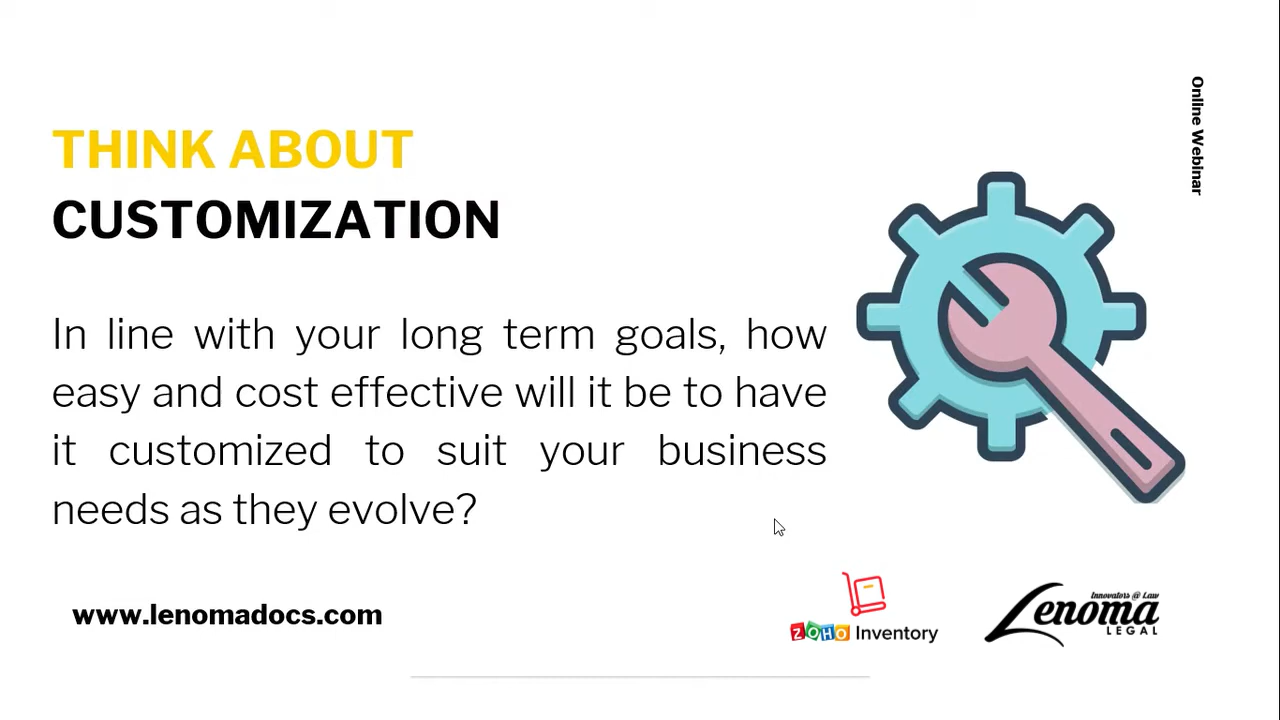 Online Webinar
THINK ABOUT
CUSTOMIZATION
In line with your long term goals, how
easy and cost effective will it be to have
it customized to suit your business
needs as they evolve?
www.lenomadocs.com
ZOHO Inventory
Innovators @ Law
Lenoma
LEGAL